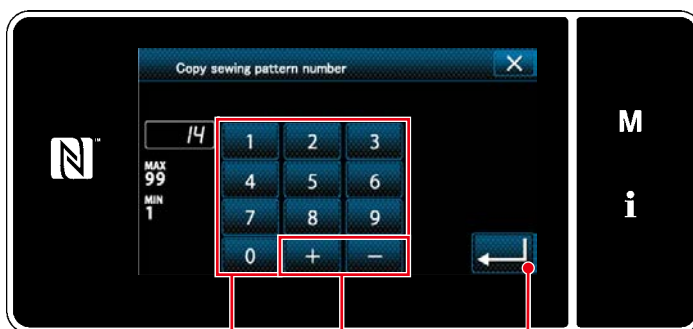 Copy sewing pattern number
14
1 2 3
MAX
99
4 5 6
MIN
1
7 8 9
0 + −
N™
M
i